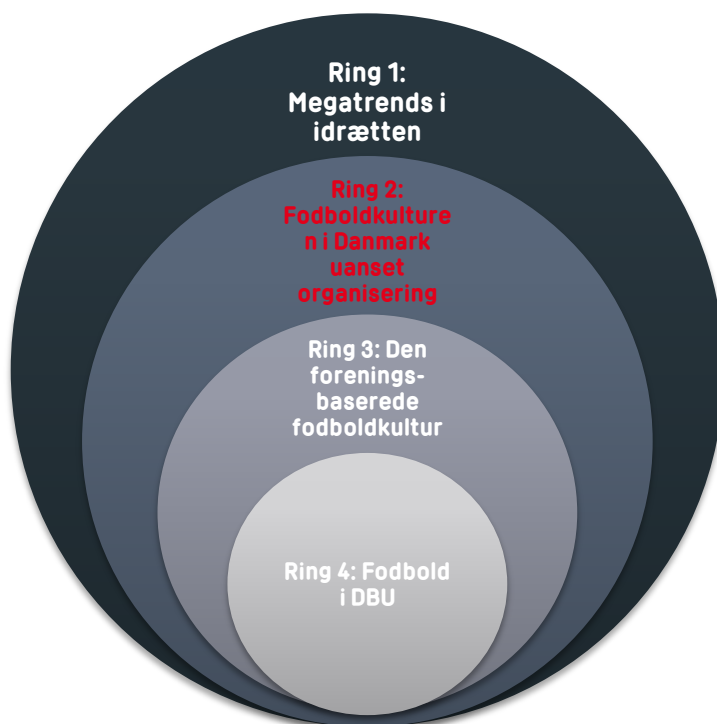 Ring 1:
Megatrends i
idrætten
Ring 2:
Fodboldkulture
n i Danmark
uanset
organisering
Ring 3: Den
forenings-
baserede
fodboldkultur
Ring 4: Fodbold
i DBU